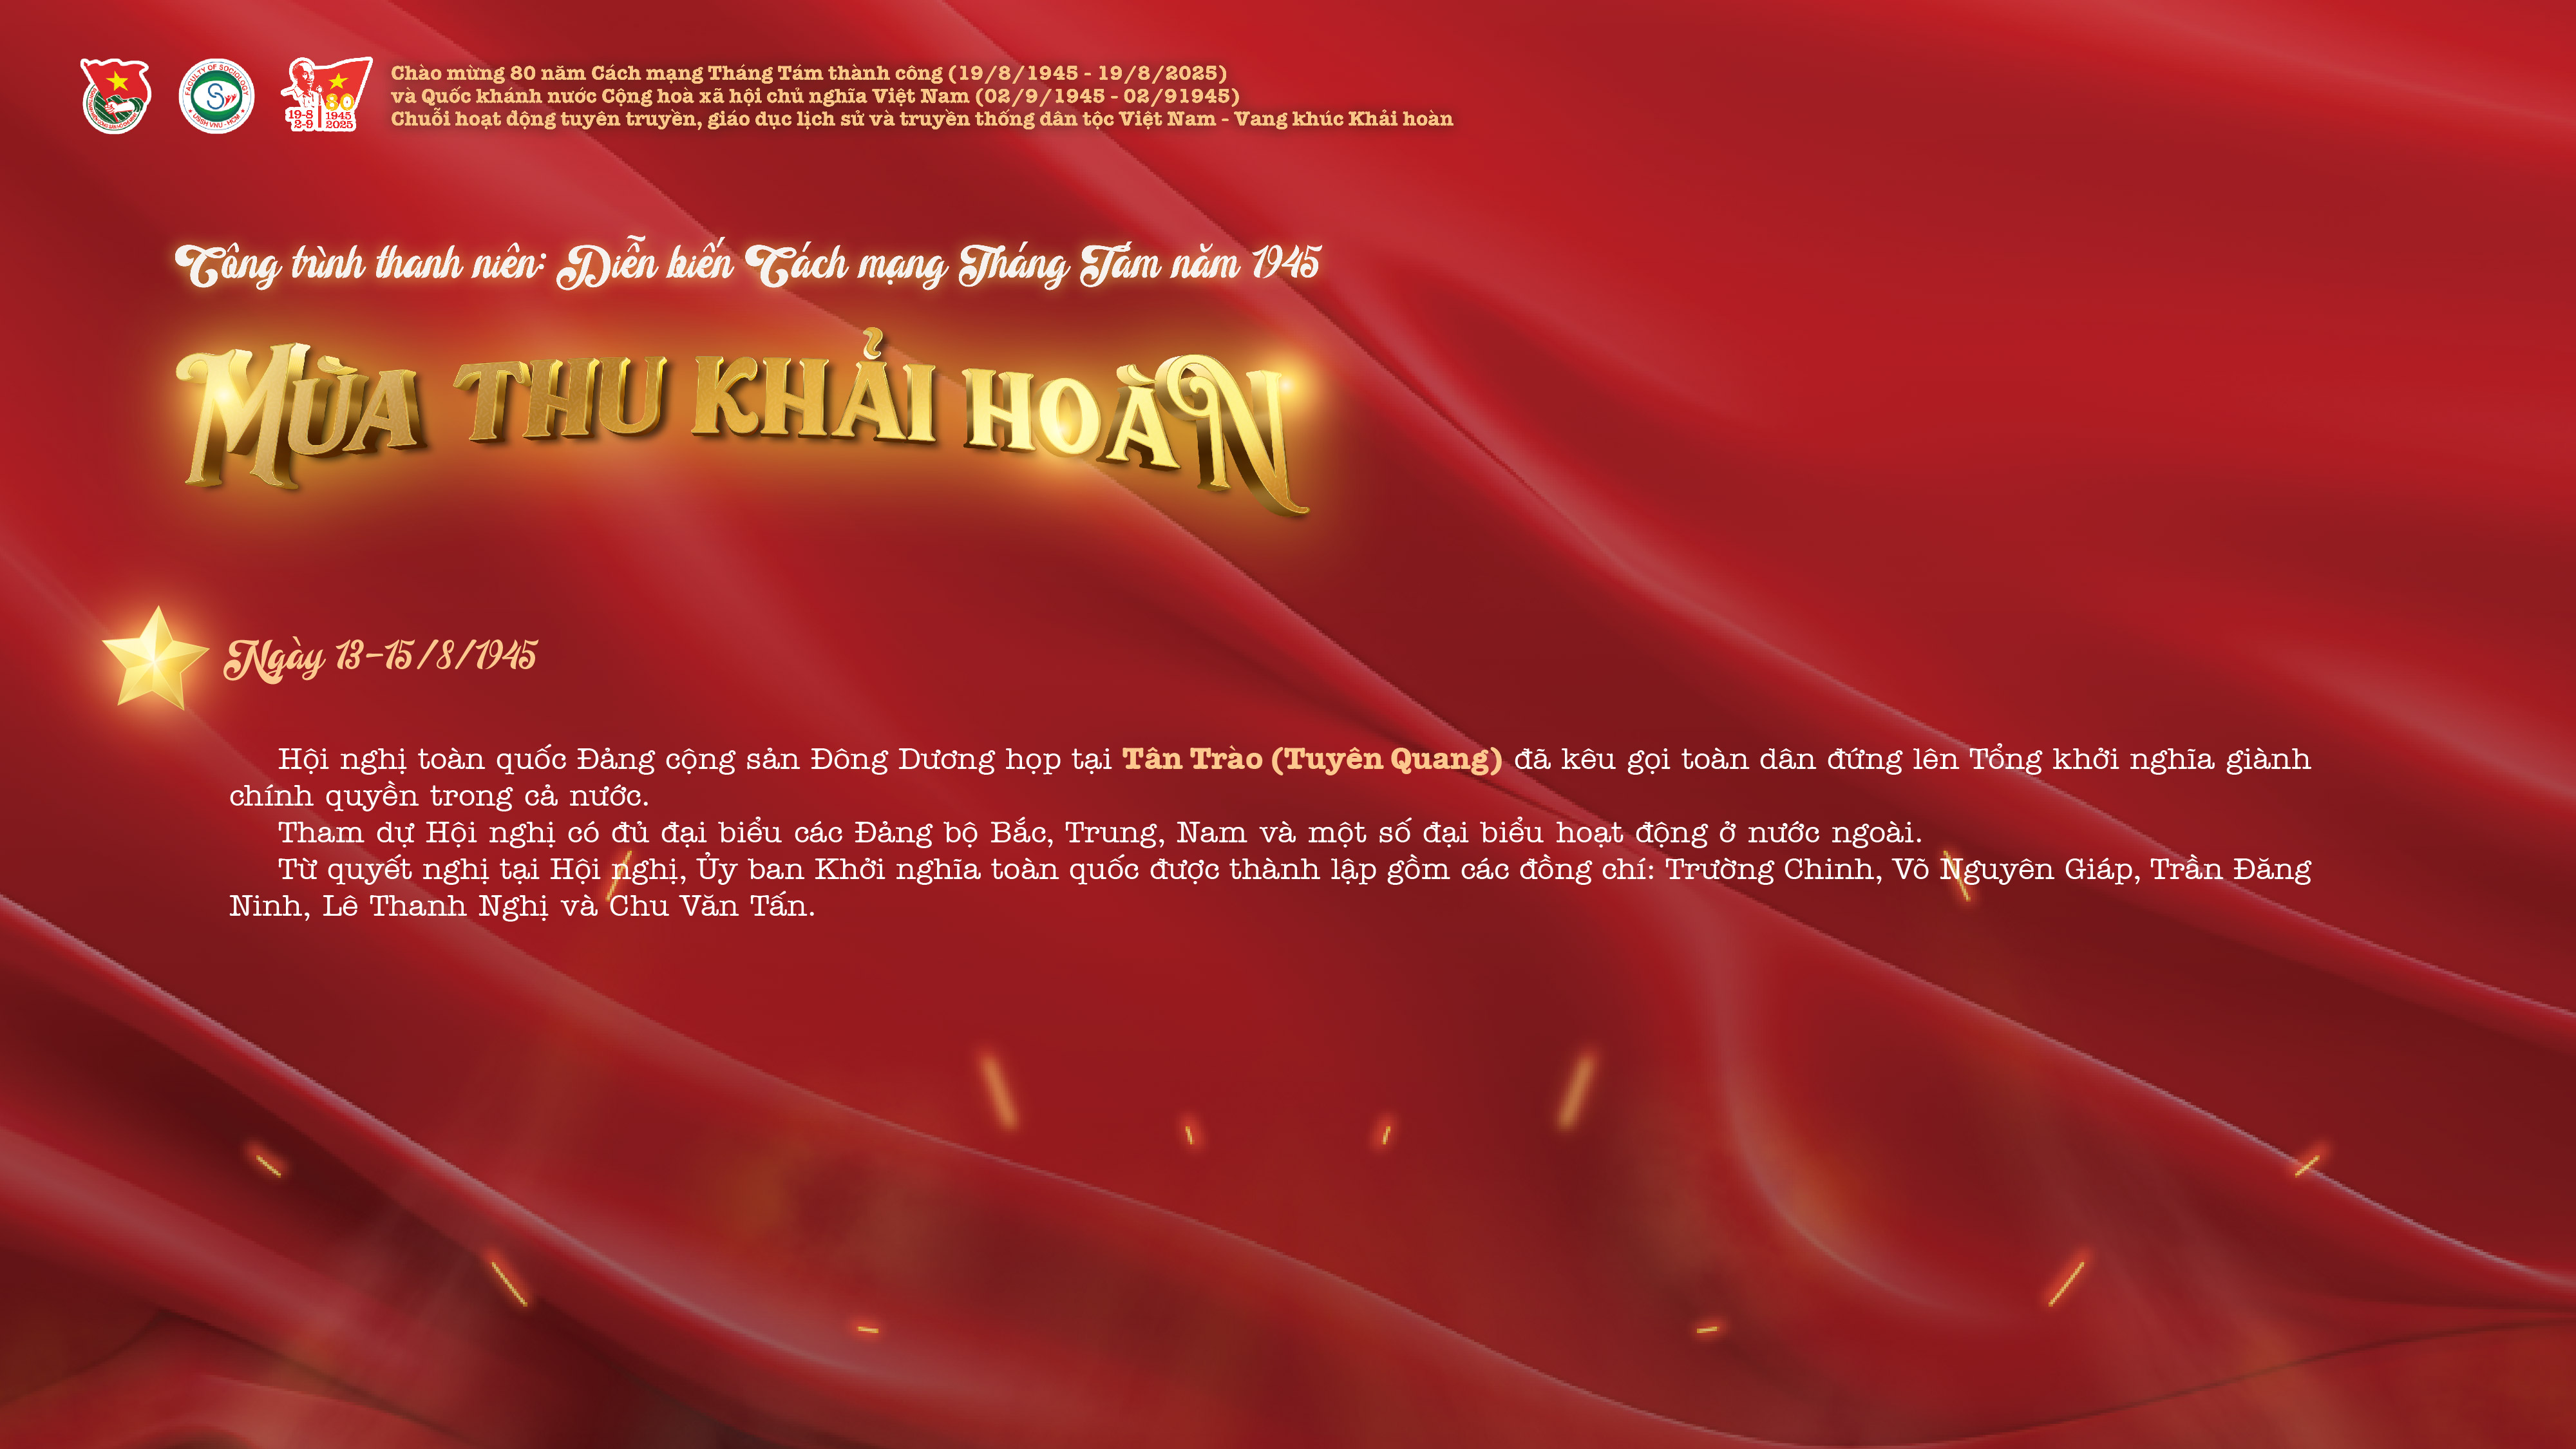 FACULTY OF SOCIOLOGY
USSH VNU - HCM
80
19-8 1945
2-9 2025
Chào mừng 80 năm Cách mạng Tháng Tám thành công (19/8/1945 - 19/8/2025)
và Quốc khánh nước Cộng hoà xã hội chủ nghĩa Việt Nam (02/9/1945 - 02/91945)
Chuỗi hoạt động tuyên truyền, giáo dục lịch sử và truyền thống dân tộc Việt Nam - Vang khúc Khải hoàn
Công trình thanh niên: Diễn biến Cách mạng Tháng Tám năm 1945
MÙA THU KHẢI HOÀN
Ngày 13-15/8/1945
Hội nghị toàn quốc Đảng cộng sản Đông Dương họp tại Tân Trào (Tuyên Quang) đã kêu gọi toàn dân đứng lên Tổng khởi nghĩa giành
chính quyền trong cả nước.
Tham dự Hội nghị có đủ đại biểu các Đảng bộ Bắc, Trung, Nam và một số đại biểu hoạt động ở nước ngoài.
Từ quyết nghị tại Hội nghị, Ủy ban Khởi nghĩa toàn quốc được thành lập gồm các đồng chí: Trường Chinh, Võ Nguyên Giáp, Trần Đăng
Ninh, Lê Thanh Nghị và Chu Văn Tấn.